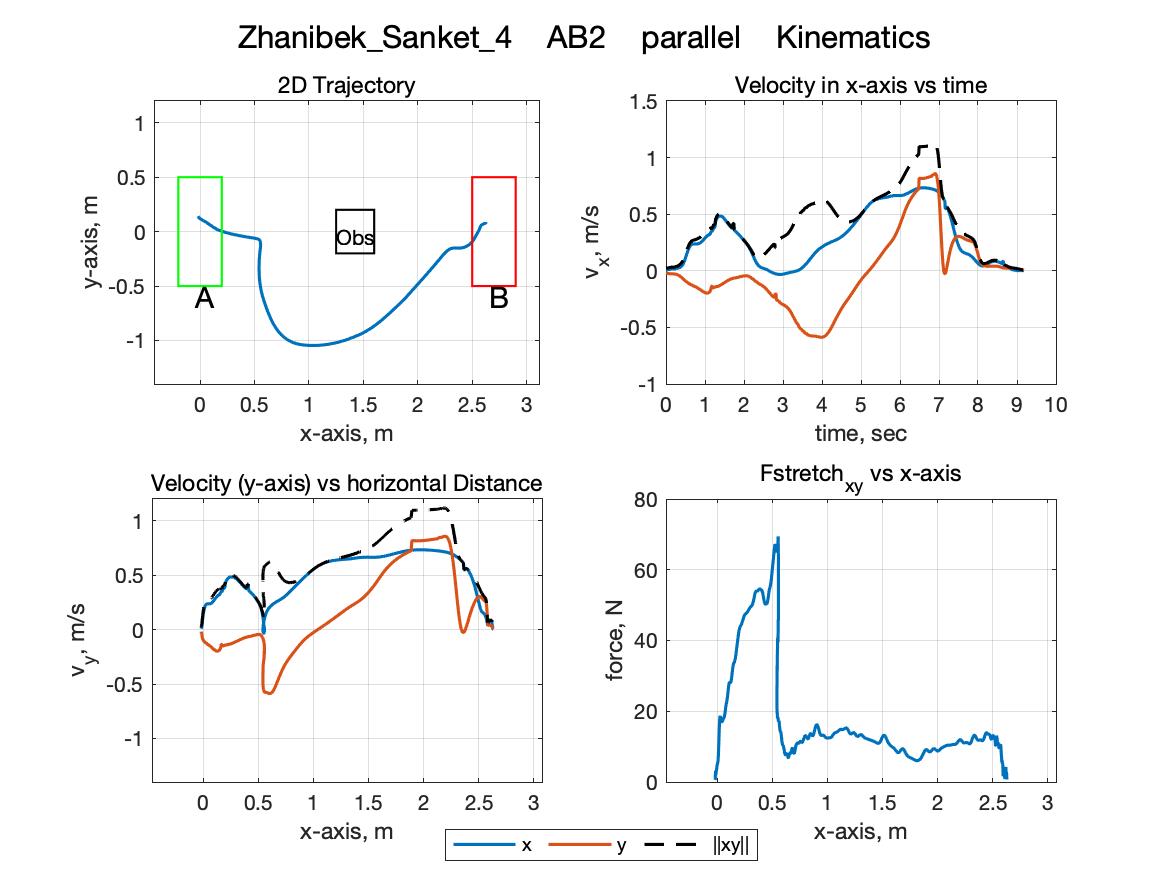 Zhanibek_Sanket_4 AB2 parallel Kinematics
2D Trajectory
1
0.5
0
-0.5
-1
y-axis, m
A
Obs
B
0 0.5 1 1.5 2 2.5 3
x-axis, m
Velocity in x-axis vs time
1.5
1
0.5
0
-0.5
-1
v_x, m/s
0 1 2 3 4 5 6 7 8 9 10
time, sec
Velocity (y-axis) vs horizontal Distance
1
0.5
0
-0.5
-1
v_y, m/s
0 0.5 1 1.5 2 2.5 3
x-axis, m
Fstretch_xy vs x-axis
80
60
40
20
0
force, N
0 0.5 1 1.5 2 2.5 3
x-axis, m
x y ||xy||